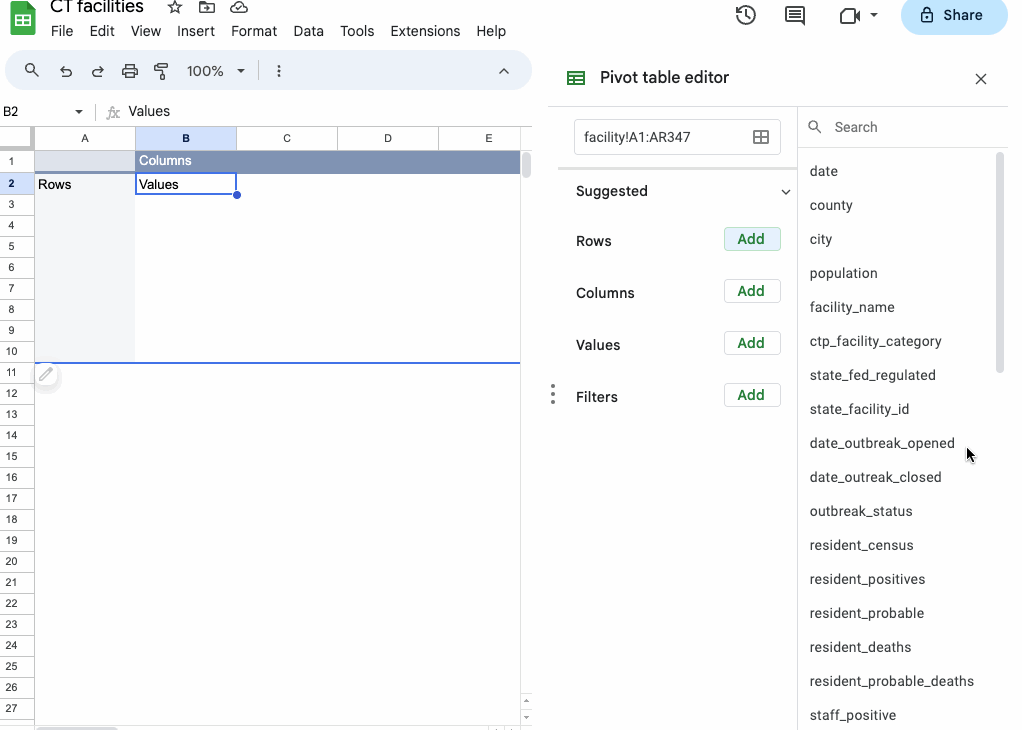 CT facilities
File Edit View Insert Format Data Tools Extensions Help
Share
100%
Pivot table editor
B2
fx Values
A B C D E
1 Columns
2 Rows Values
3
4
5
6
7
8
9
10
11
12
13
14
15
16
17
18
19
20
21
22
23
24
25
26
27
facility!A1:AR347
Suggested
Rows Add
Columns Add
Values Add
Filters Add
Search
date
county
city
population
facility_name
ctp_facility_category
state_fed_regulated
state_facility_id
date_outbreak_opened
date_outreak_closed
outbreak_status
resident_census
resident_positives
resident_probable
resident_deaths
resident_probable_deaths
staff_positive